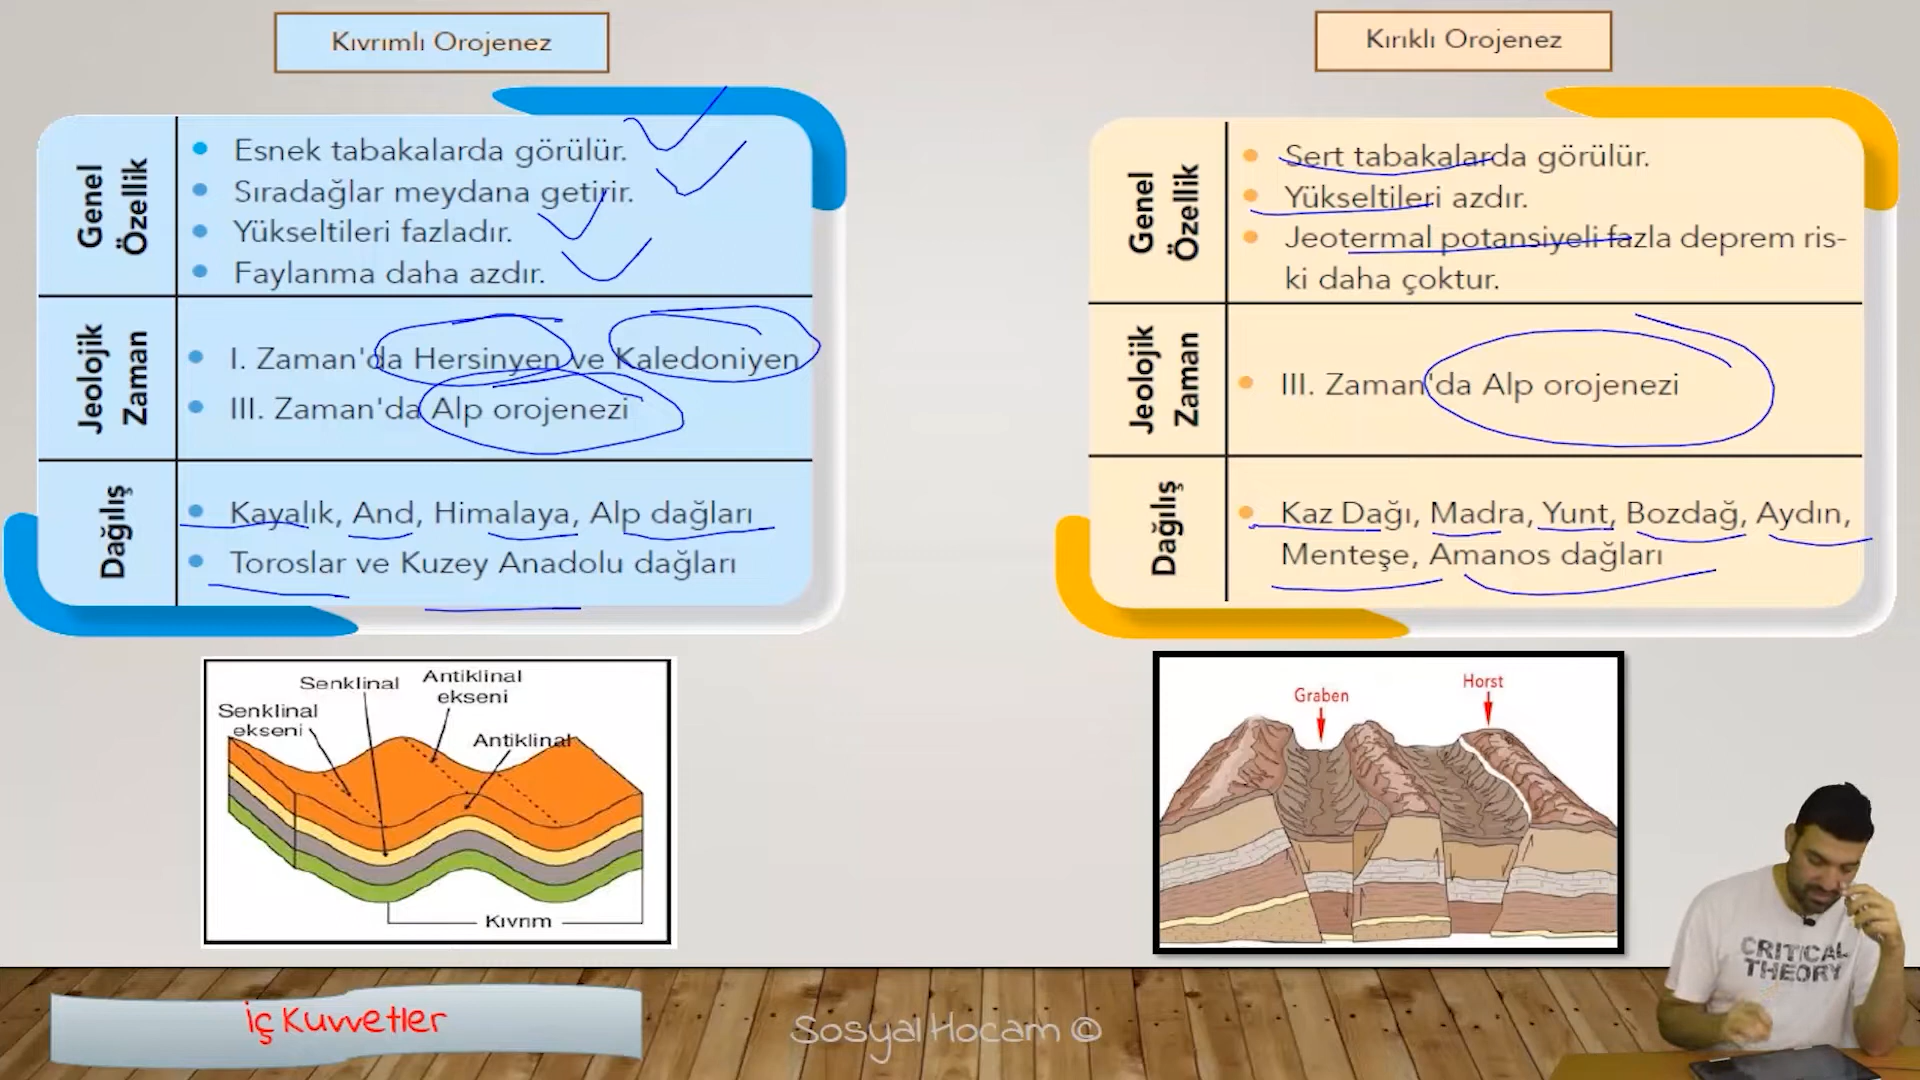 Kıvrımlı Orojenez
Genel
Özellik
Esnek tabakalarda görülür.
Sıradağlar meydana getirir.
Yükseltileri fazladır.
Faylanma daha azdır.
Jeolojik
Zaman
I. Zaman'da Hersinyen ve Kaledoniyen
III. Zaman'da Alp orojenezi
Dağılış
Kayalık, And, Himalaya, Alp dağları
Toroslar ve Kuzey Anadolu dağları
Kırıklı Orojenez
Genel
Özellik
Sert tabakalarda görülür.
Yükseltileri azdır.
Jeotermal potansiyeli fazla deprem ris-
ki daha çoktur.
Jeolojik
Zaman
III. Zaman'da Alp orojenezi
Dağılış
Kaz Dağı, Madra, Yunt, Bozdağ, Aydın,
Menteşe, Amanos dağları
Senklinal
Antiklinal
ekseni
Senklinal
ekseni
Antiklinal
Kıvrım
Graben
Horst
CRITICAL
THEORY
İç Kuvvetler
Sosyal Hocam ©